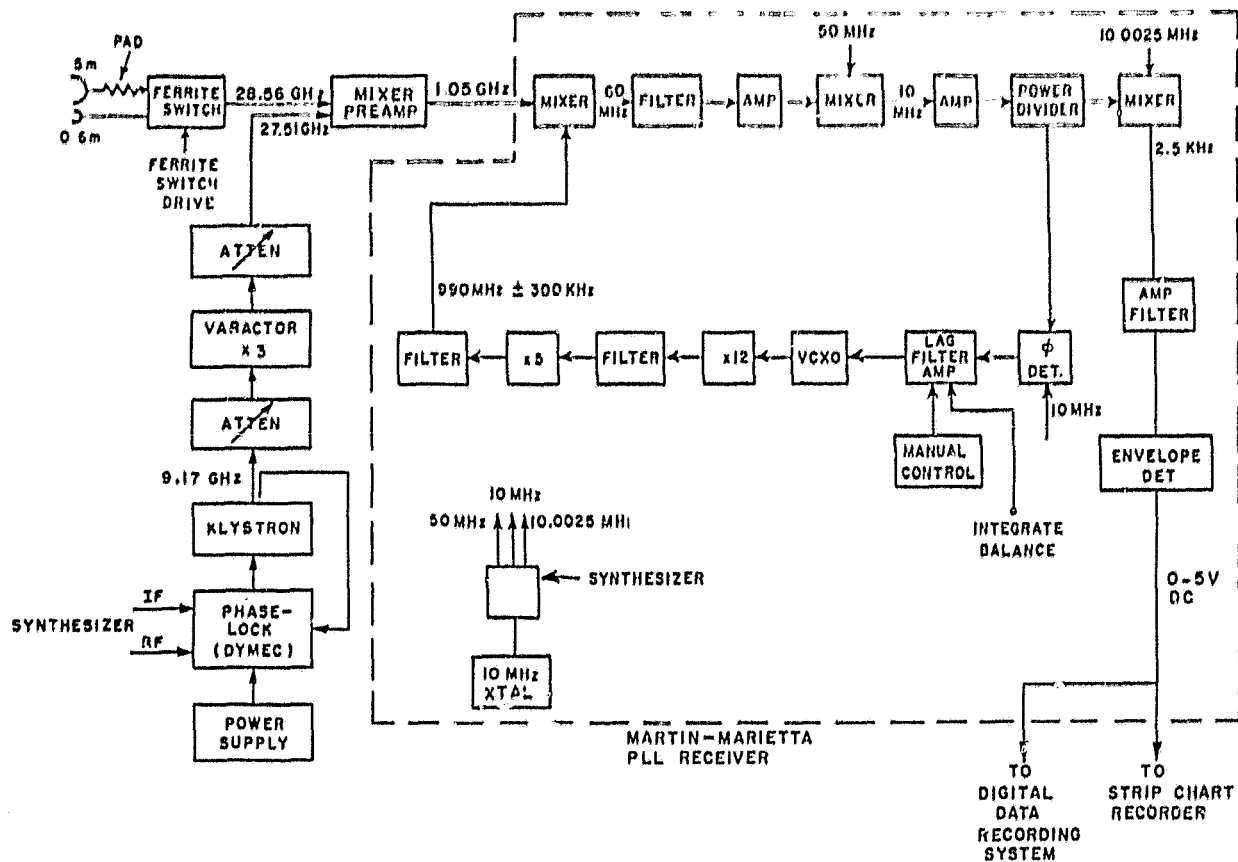 PAD
5m
0 6m
FERRITE
SWITCH
28.56 GHz
27.51GHz
MIXER
PREAMP
1.05 GHz
FERRITE
SWITCH
DRIVE
MIXER
60
MHz
FILTER
AMP
50 MHz
MIXER
10
MHz
AMP
POWER
DIVIDER
10.0025 MHz
MIXER
2.5 KHz
ATTEN
VARACTOR
X 3
ATTEN
9.17 GHz
KLYSTRON
IF
SYNTHESIZER
RF
PHASE-
LOCK
(DYMEC)
POWER
SUPPLY
990MHz ± 300KHz
FILTER
x5
FILTER
x12
VCXO
LAG
FILTER
AMP
ϕ
DET.
10MHz
MANUAL
CONTROL
INTEGRATE
BALANCE
AMP
FILTER
ENVELOPE
DET
0-5V
DC
10 MHz
50 MHz
10.0025 MHz
SYNTHESIZER
10 MHz
XTAL
MARTIN-MARIETTA
PLL RECEIVER
TO
DIGITAL
DATA
RECORDING
SYSTEM
TO
STRIP CHART
RECORDER